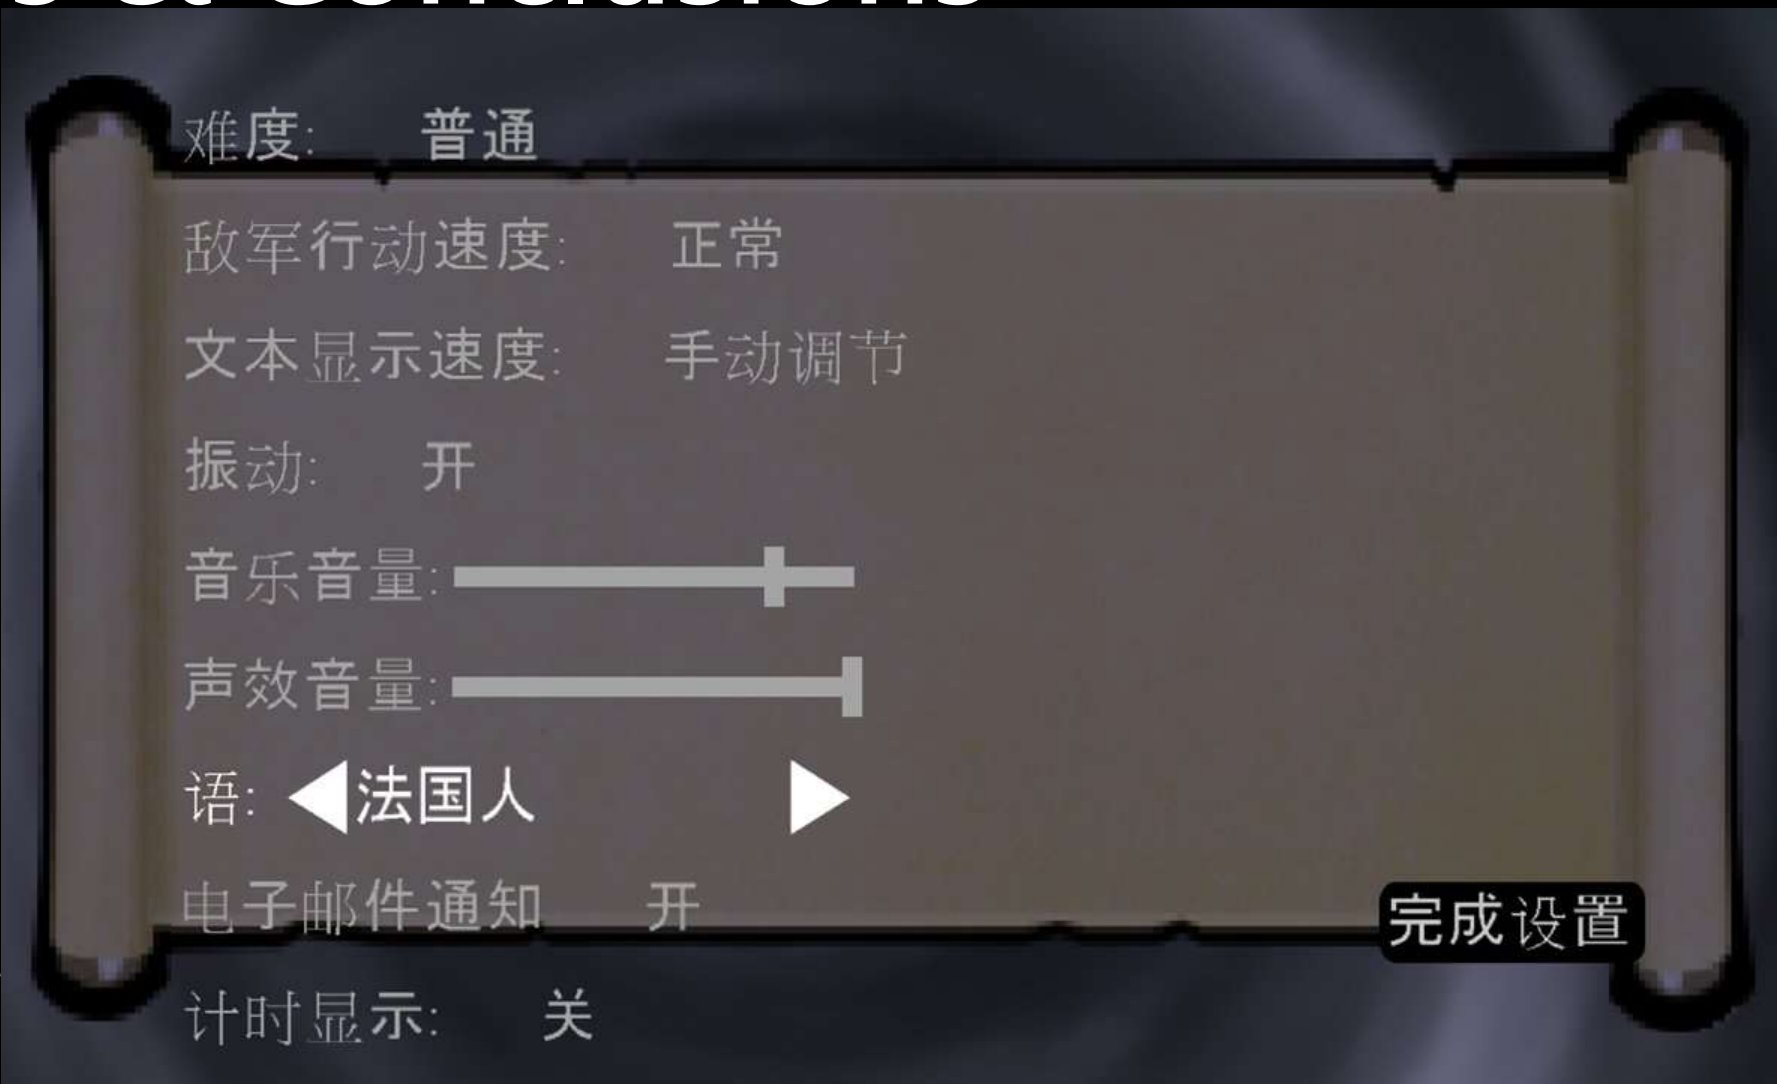 & Conclusions
难度: 普通
敌军行动速度: 正常
文本显示速度: 手动调节
振动: 开
音乐音量:
声效音量:
语: 法国人
电子邮件通知 开
完成设置
计时显示: 关